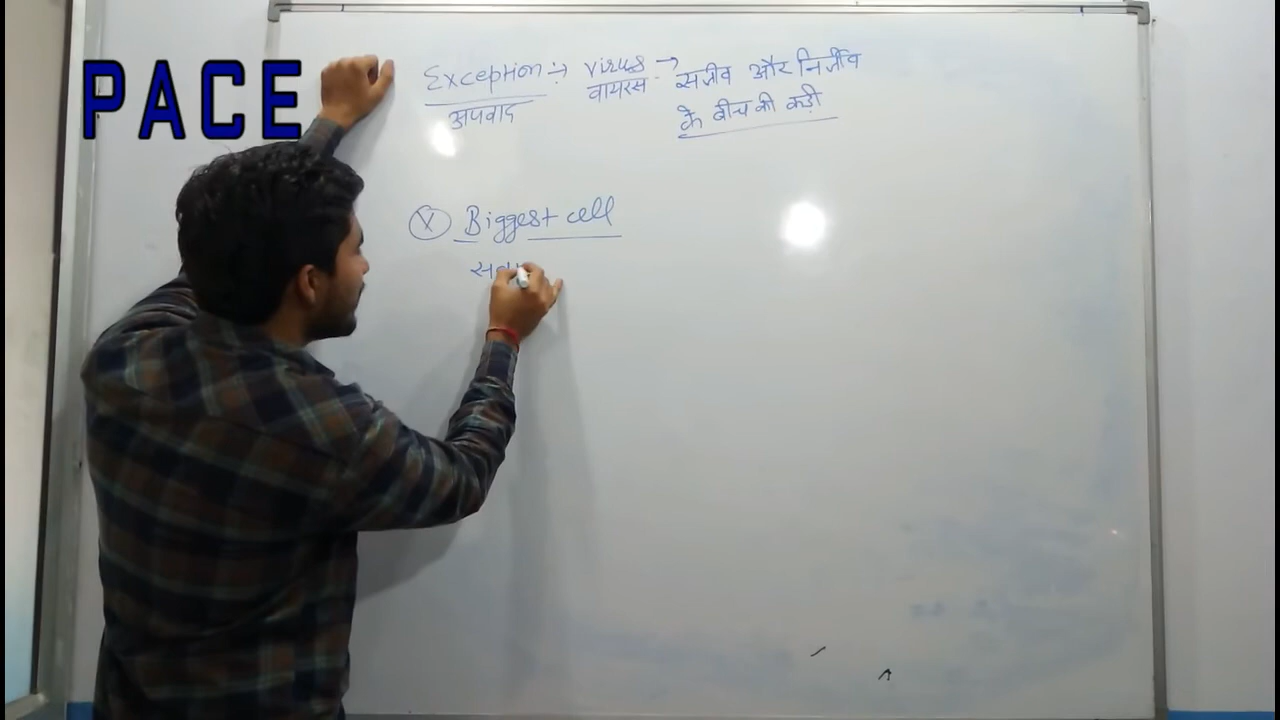 PACE
Exception :→ Virus → सजीव और निर्जीव
अपवाद वायरस के बीच की कड़ी
(V) Biggest cell